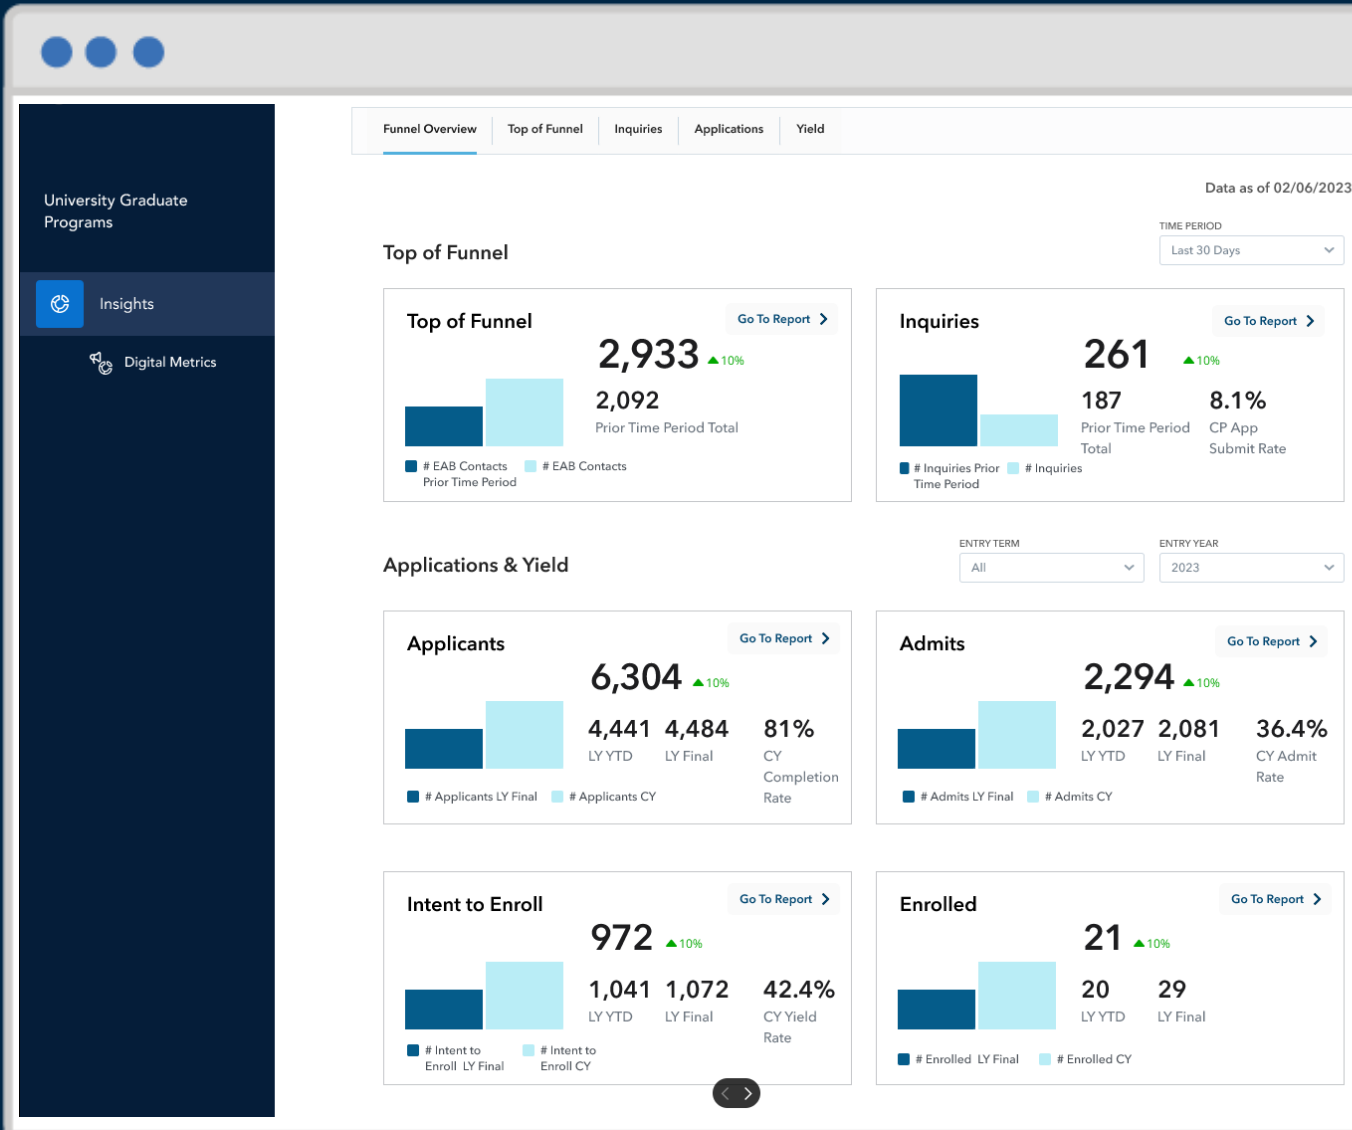 Funnel Overview
Top of Funnel
Inquiries
Applications
Yield
University Graduate
Programs
Insights
Digital Metrics
Data as of 02/06/2023
TIME PERIOD
Last 30 Days
Top of Funnel
Top of Funnel
Go To Report
2,933
10%
2,092
Prior Time Period Total
# EAB Contacts
Prior Time Period
# EAB Contacts
Inquiries
Go To Report
261
10%
187
Prior Time Period
Total
8.1%
CP App
Submit Rate
# Inquiries Prior
Time Period
# Inquiries
Applications & Yield
ENTRY TERM
All
ENTRY YEAR
2023
Applicants
Go To Report
6,304
10%
4,441
LY YTD
4,484
LY Final
81%
CY
Completion
Rate
# Applicants LY Final
# Applicants CY
Admits
Go To Report
2,294
10%
2,027
LY YTD
2,081
LY Final
36.4%
CY Admit
Rate
# Admits LY Final
# Admits CY
Intent to Enroll
Go To Report
972
10%
1,041
LY YTD
1,072
LY Final
42.4%
CY Yield
Rate
# Intent to
Enroll LY Final
# Intent to
Enroll CY
Enrolled
Go To Report
21
10%
20
LY YTD
29
LY Final
# Enrolled LY Final
# Enrolled CY